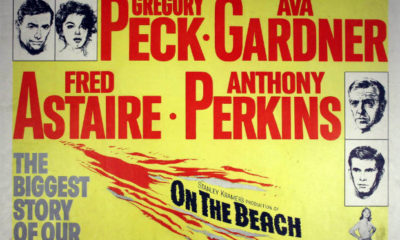 GREGORY AVA
PECK · GARDNER
FRED ANTHONY
ASTAIRE · PERKINS
THE
BIGGEST
STORY
OF OUR
STANLEY KRAMER'S PRODUCTION OF
ON THE BEACH